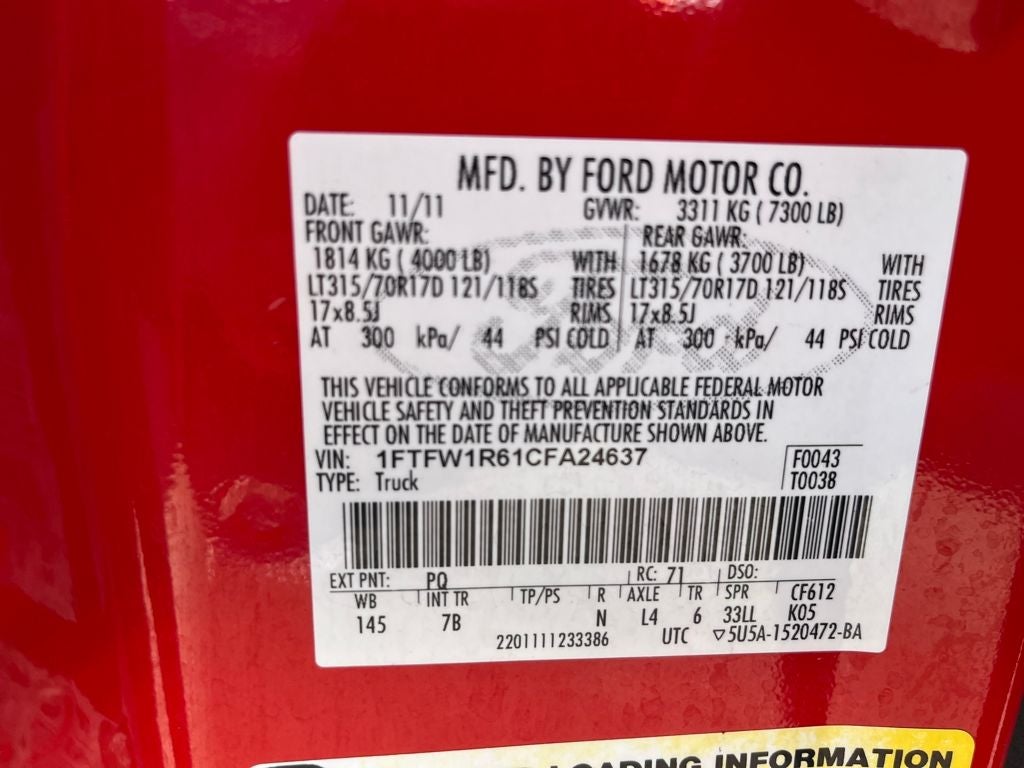 MFD. BY FORD MOTOR CO.
DATE: 11/11 GVWR: 3311 KG ( 7300 LB)
FRONT GAWR: REAR GAWR:
1814 KG ( 4000 LB) WITH 1678 KG ( 3700 LB) WITH
LT315/70R17D 121/118S TIRES LT315/70R17D 121/118S TIRES
17x8.5J RIMS 17x8.5J RIMS
AT 300 kPa/ 44 PSI COLD AT 300 kPa/ 44 PSI COLD
Ford
THIS VEHICLE CONFORMS TO ALL APPLICABLE FEDERAL MOTOR
VEHICLE SAFETY AND THEFT PREVENTION STANDARDS IN
EFFECT ON THE DATE OF MANUFACTURE SHOWN ABOVE.
VIN: 1FTFW1R61CFA24637 F0043
TYPE: Truck T0038
EXT PNT: PQ RC: 71 DSO:
WB INT TR TP/PS R AXLE TR SPR CF612
145 7B N L4 6 33LL K05
2201111233386 UTC ▽5U5A-1520472-BA
LOADING INFORMATION